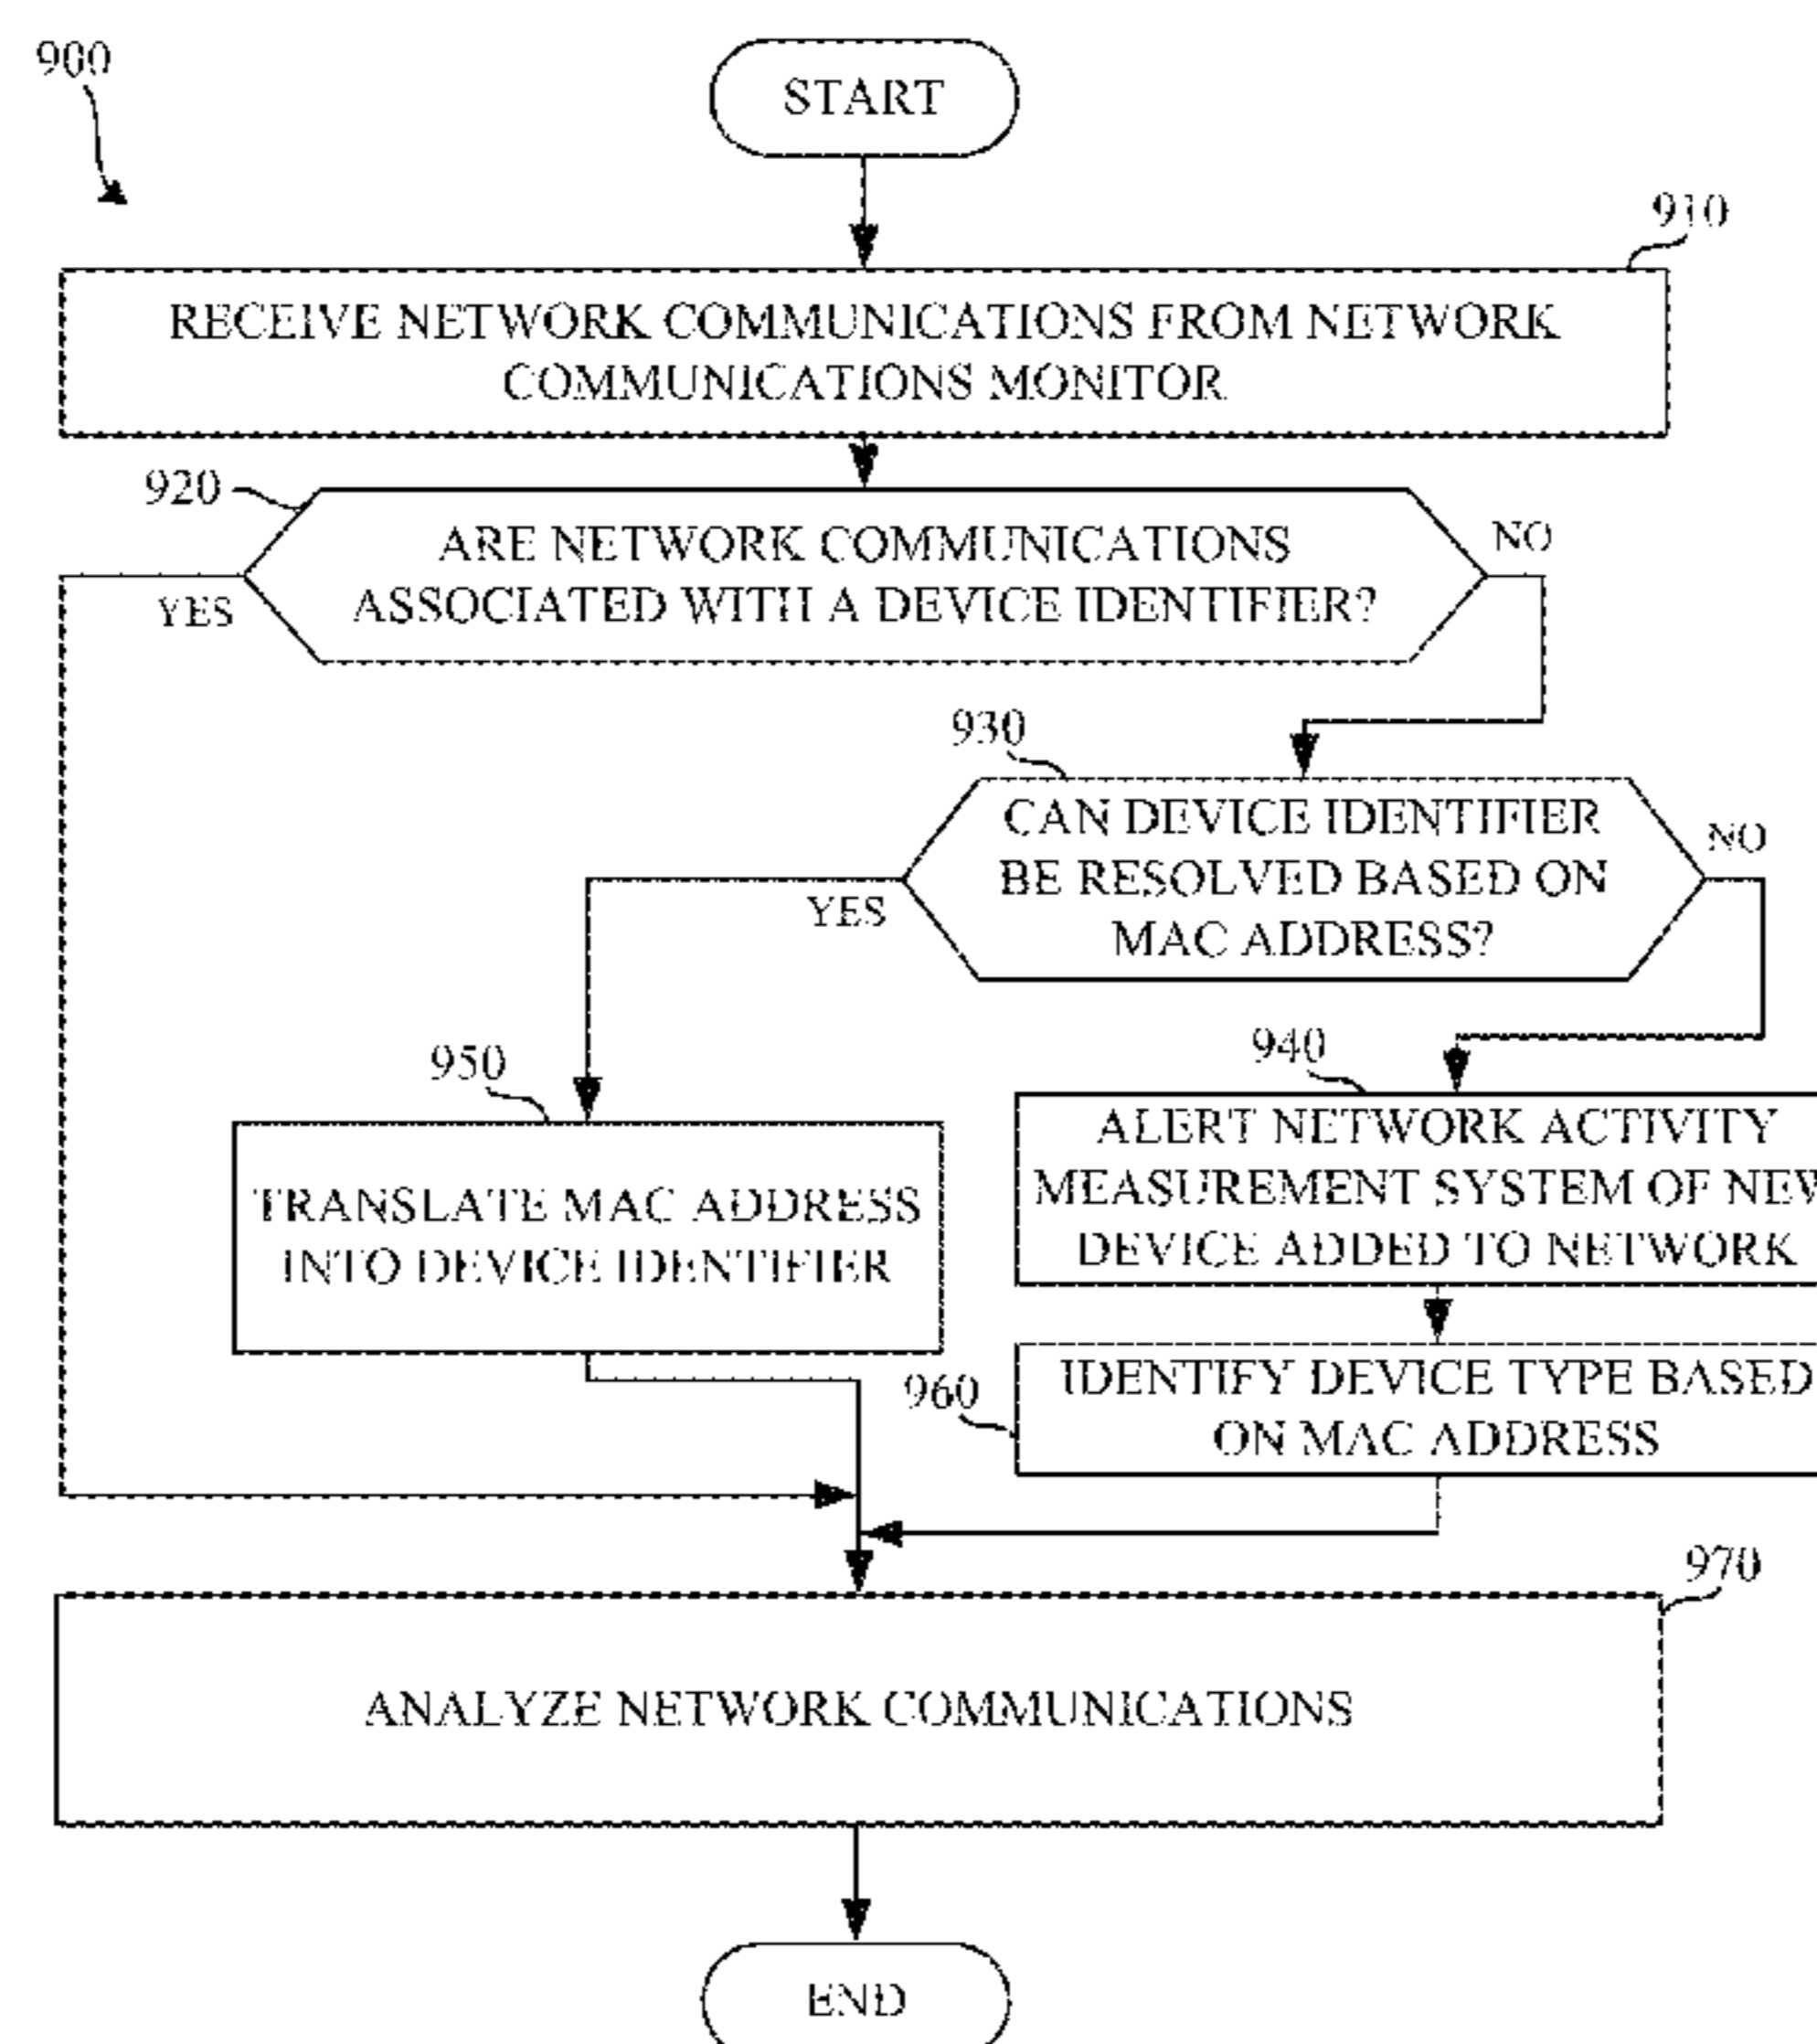 900
START
910
RECEIVE NETWORK COMMUNICATIONS FROM NETWORK
COMMUNICATIONS MONITOR
920
ARE NETWORK COMMUNICATIONS
ASSOCIATED WITH A DEVICE IDENTIFIER?
NO
YES
930
CAN DEVICE IDENTIFIER
BE RESOLVED BASED ON
MAC ADDRESS?
NO
YES
940
ALERT NETWORK ACTIVITY
MEASUREMENT SYSTEM OF NEW
DEVICE ADDED TO NETWORK
950
TRANSLATE MAC ADDRESS
INTO DEVICE IDENTIFIER
960
IDENTIFY DEVICE TYPE BASED
ON MAC ADDRESS
970
ANALYZE NETWORK COMMUNICATIONS
END